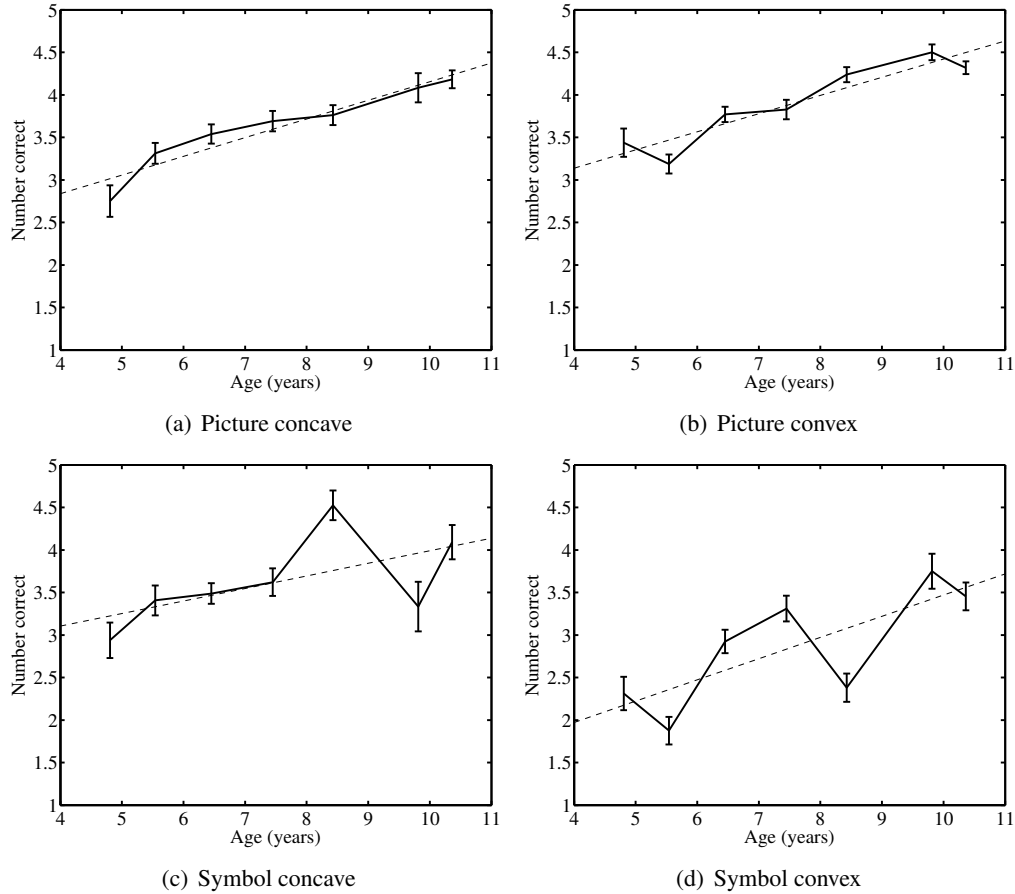 5
4.5
4
3.5
3
2.5
2
1.5
1
Number correct
4 5 6 7 8 9 10 11
Age (years)
(a) Picture concave
5
4.5
4
3.5
3
2.5
2
1.5
1
Number correct
4 5 6 7 8 9 10 11
Age (years)
(b) Picture convex
5
4.5
4
3.5
3
2.5
2
1.5
1
Number correct
4 5 6 7 8 9 10 11
Age (years)
(c) Symbol concave
5
4.5
4
3.5
3
2.5
2
1.5
1
Number correct
4 5 6 7 8 9 10 11
Age (years)
(d) Symbol convex